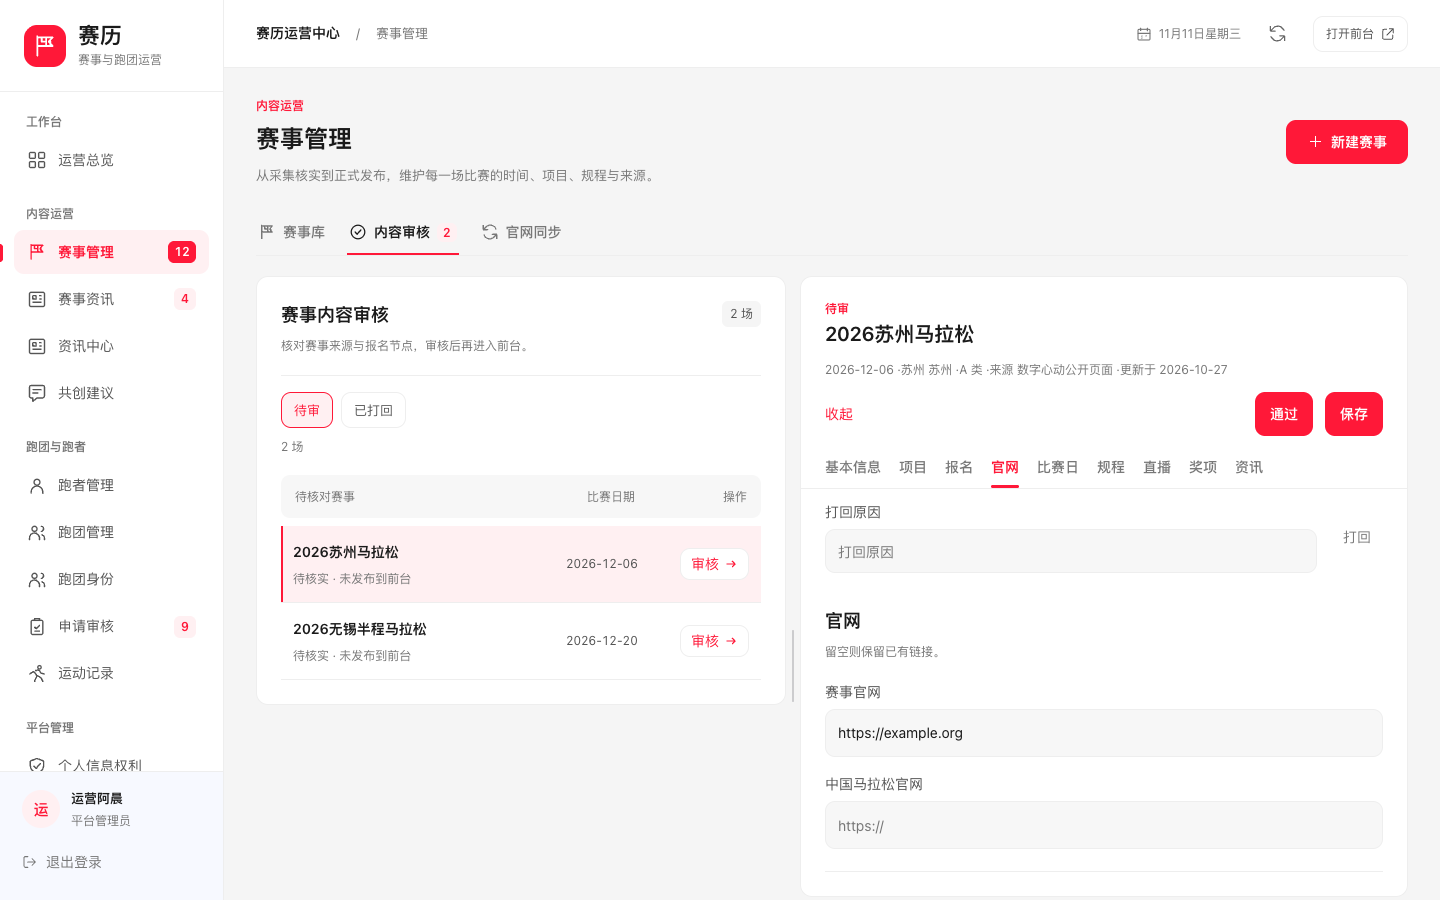 赛历
赛事与跑团运营
工作台
运营总览
内容运营
赛事管理 12
赛事资讯 4
资讯中心
共创建议
跑团与跑者
跑者管理
跑团管理
跑团身份
申请审核 9
运动记录
平台管理
个人信息权利
运 运营阿晨
平台管理员
退出登录
赛历运营中心 / 赛事管理
11月11日星期三
打开前台
内容运营
赛事管理
从采集核实到正式发布，维护每一场比赛的时间、项目、规程与来源。
新建赛事
赛事库 内容审核 2 官网同步
赛事内容审核
2 场
核对赛事来源与报名节点，审核后再进入前台。
待审 已打回
2 场
待核对赛事 比赛日期 操作
2026苏州马拉松
待核实 · 未发布到前台
2026-12-06
审核 →
2026无锡半程马拉松
待核实 · 未发布到前台
2026-12-20
审核 →
待审
2026苏州马拉松
2026-12-06 ·苏州 苏州 ·A 类 ·来源 数字心动公开页面 ·更新于 2026-10-27
收起 通过 保存
基本信息 项目 报名 官网 比赛日 规程 直播 奖项 资讯
打回原因
打回原因
打回
官网
留空则保留已有链接。
赛事官网
https://example.org
中国马拉松官网
https://